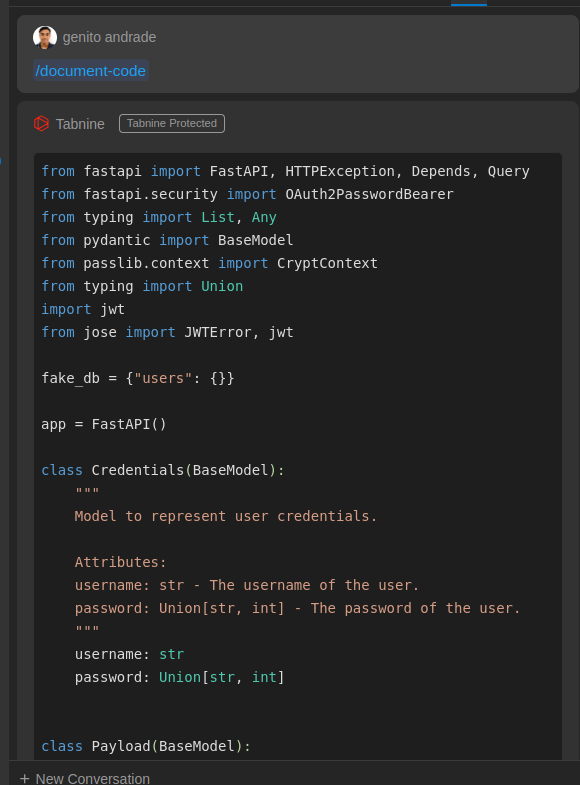 genito andrade
/document-code
Tabnine Tabnine Protected
from fastapi import FastAPI, HTTPException, Depends, Query
from fastapi.security import OAuth2PasswordBearer
from typing import List, Any
from pydantic import BaseModel
from passlib.context import CryptContext
from typing import Union
import jwt
from jose import JWTError, jwt
fake_db = {"users": {}}
app = FastAPI()
class Credentials(BaseModel):
    """
    Model to represent user credentials.
    Attributes:
    username: str - The username of the user.
    password: Union[str, int] - The password of the user.
    """
    username: str
    password: Union[str, int]
class Payload(BaseModel):
+ New Conversation